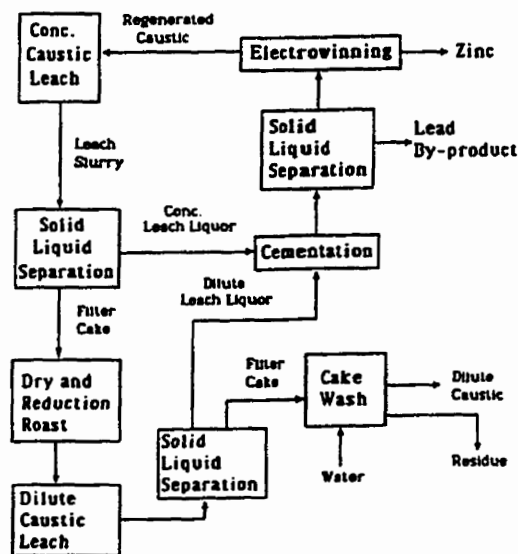 Regenerated
Caustic
Conc.
Caustic
Leach
Electrowinning
Zinc
Solid
Liquid
Separation
Lead
By-product
Leach
Slurry
Conc.
Leach Liquor
Solid
Liquid
Separation
Cementation
Dilute
Leach Liquor
Filter
Cake
Filter
Cake
Cake
Wash
Dilute
Caustic
Dry and
Reduction
Roast
Solid
Liquid
Separation
Water
Residue
Dilute
Caustic
Leach